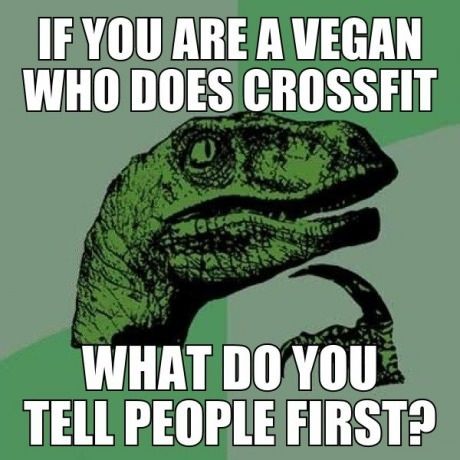 IF YOU ARE A VEGAN
WHO DOES CROSSFIT
WHAT DO YOU
TELL PEOPLE FIRST?